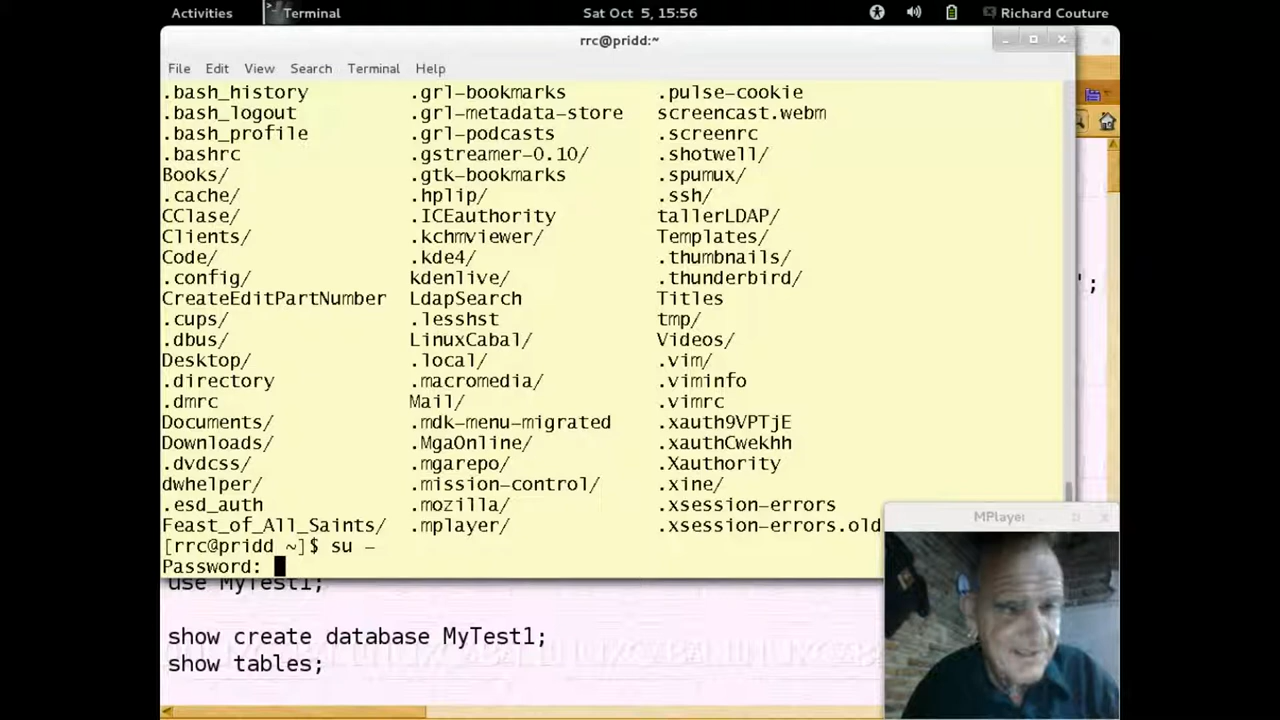 Activities Terminal Sat Oct 5, 15:56 Richard Couture
rrc@pridd:~
File Edit View Search Terminal Help
.bash_history .grl-bookmarks .pulse-cookie
.bash_logout .grl-metadata-store screencast.webm
.bash_profile .grl-podcasts .screenrc
.bashrc .gstreamer-0.10/ .shotwell/
Books/ .gtk-bookmarks .spumux/
.cache/ .hplip/ .ssh/
CClase/ .ICEauthority tallerLDAP/
Clients/ .kchmviewer/ Templates/
Code/ .kde4/ .thumbnails/
.config/ kdenlive/ .thunderbird/
';
CreateEditPartNumber LdapSearch Titles
.cups/ .lesshst tmp/
.dbus/ LinuxCabal/ Videos/
Desktop/ .local/ .vim/
.directory .macromedia/ .viminfo
.dmrc Mail/ .vimrc
Documents/ .mdk-menu-migrated .xauth9VPTjE
Downloads/ .MgaOnline/ .xauthCwekhh
.dvdcss/ .mgarepo/ .Xauthority
dwhelper/ .mission-control/ .xine/
.esd_auth .mozilla/ .xsession-errors
Feast_of_All_Saints/ .mplayer/ .xsession-errors.old
MPlayer
[rrc@pridd ~]$ su -
Password:
use MyTest1;
show create database MyTest1;
show tables;